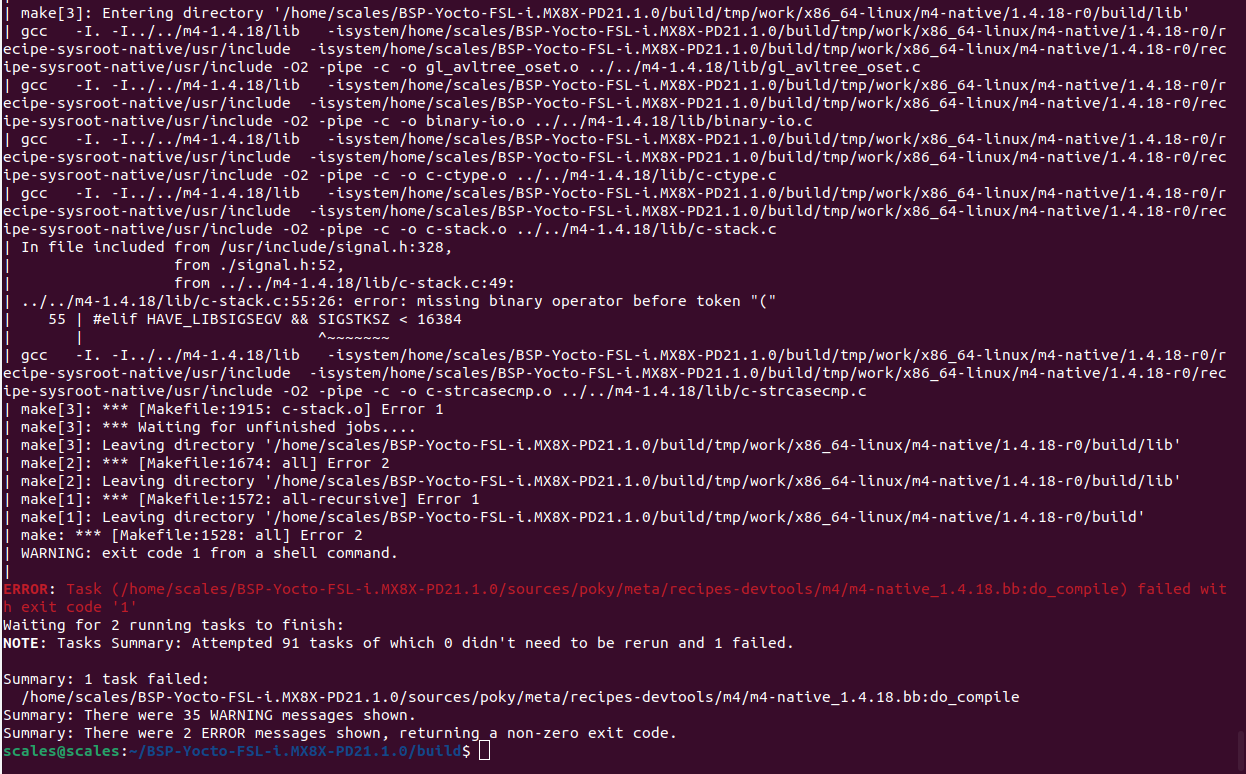 | make[3]: Entering directory '/home/scales/BSP-Yocto-FSL-i.MX8X-PD21.1.0/build/tmp/work/x86_64-linux/m4-native/1.4.18-r0/build/lib'
| gcc   -I. -I../../m4-1.4.18/lib   -isystem/home/scales/BSP-Yocto-FSL-i.MX8X-PD21.1.0/build/tmp/work/x86_64-linux/m4-native/1.4.18-r0/r
ecipe-sysroot-native/usr/include  -isystem/home/scales/BSP-Yocto-FSL-i.MX8X-PD21.1.0/build/tmp/work/x86_64-linux/m4-native/1.4.18-r0/rec
ipe-sysroot-native/usr/include -O2 -pipe -c -o gl_avltree_oset.o ../../m4-1.4.18/lib/gl_avltree_oset.c
| gcc   -I. -I../../m4-1.4.18/lib   -isystem/home/scales/BSP-Yocto-FSL-i.MX8X-PD21.1.0/build/tmp/work/x86_64-linux/m4-native/1.4.18-r0/r
ecipe-sysroot-native/usr/include  -isystem/home/scales/BSP-Yocto-FSL-i.MX8X-PD21.1.0/build/tmp/work/x86_64-linux/m4-native/1.4.18-r0/rec
ipe-sysroot-native/usr/include -O2 -pipe -c -o binary-io.o ../../m4-1.4.18/lib/binary-io.c
| gcc   -I. -I../../m4-1.4.18/lib   -isystem/home/scales/BSP-Yocto-FSL-i.MX8X-PD21.1.0/build/tmp/work/x86_64-linux/m4-native/1.4.18-r0/r
ecipe-sysroot-native/usr/include  -isystem/home/scales/BSP-Yocto-FSL-i.MX8X-PD21.1.0/build/tmp/work/x86_64-linux/m4-native/1.4.18-r0/rec
ipe-sysroot-native/usr/include -O2 -pipe -c -o c-ctype.o ../../m4-1.4.18/lib/c-ctype.c
| gcc   -I. -I../../m4-1.4.18/lib   -isystem/home/scales/BSP-Yocto-FSL-i.MX8X-PD21.1.0/build/tmp/work/x86_64-linux/m4-native/1.4.18-r0/r
ecipe-sysroot-native/usr/include  -isystem/home/scales/BSP-Yocto-FSL-i.MX8X-PD21.1.0/build/tmp/work/x86_64-linux/m4-native/1.4.18-r0/rec
ipe-sysroot-native/usr/include -O2 -pipe -c -o c-stack.o ../../m4-1.4.18/lib/c-stack.c
| In file included from /usr/include/signal.h:328,
|                  from ./signal.h:52,
|                  from ../../m4-1.4.18/lib/c-stack.c:49:
| ../../m4-1.4.18/lib/c-stack.c:55:26: error: missing binary operator before token "("
|    55 | #elif HAVE_LIBSIGSEGV && SIGSTKSZ < 16384
|       |                          ^~~~~~~~
| gcc   -I. -I../../m4-1.4.18/lib   -isystem/home/scales/BSP-Yocto-FSL-i.MX8X-PD21.1.0/build/tmp/work/x86_64-linux/m4-native/1.4.18-r0/r
ecipe-sysroot-native/usr/include  -isystem/home/scales/BSP-Yocto-FSL-i.MX8X-PD21.1.0/build/tmp/work/x86_64-linux/m4-native/1.4.18-r0/rec
ipe-sysroot-native/usr/include -O2 -pipe -c -o c-strcasecmp.o ../../m4-1.4.18/lib/c-strcasecmp.c
| make[3]: *** [Makefile:1915: c-stack.o] Error 1
| make[3]: *** Waiting for unfinished jobs....
| make[3]: Leaving directory '/home/scales/BSP-Yocto-FSL-i.MX8X-PD21.1.0/build/tmp/work/x86_64-linux/m4-native/1.4.18-r0/build/lib'
| make[2]: *** [Makefile:1674: all] Error 2
| make[2]: Leaving directory '/home/scales/BSP-Yocto-FSL-i.MX8X-PD21.1.0/build/tmp/work/x86_64-linux/m4-native/1.4.18-r0/build/lib'
| make[1]: *** [Makefile:1572: all-recursive] Error 1
| make[1]: Leaving directory '/home/scales/BSP-Yocto-FSL-i.MX8X-PD21.1.0/build/tmp/work/x86_64-linux/m4-native/1.4.18-r0/build'
| make: *** [Makefile:1528: all] Error 2
| WARNING: exit code 1 from a shell command.
|
ERROR: Task (/home/scales/BSP-Yocto-FSL-i.MX8X-PD21.1.0/sources/poky/meta/recipes-devtools/m4/m4-native_1.4.18.bb:do_compile) failed wit
h exit code '1'
Waiting for 2 running tasks to finish:
NOTE: Tasks Summary: Attempted 91 tasks of which 0 didn't need to be rerun and 1 failed.

Summary: 1 task failed:
  /home/scales/BSP-Yocto-FSL-i.MX8X-PD21.1.0/sources/poky/meta/recipes-devtools/m4/m4-native_1.4.18.bb:do_compile
Summary: There were 35 WARNING messages shown.
Summary: There were 2 ERROR messages shown, returning a non-zero exit code.
scales@scales:~/BSP-Yocto-FSL-i.MX8X-PD21.1.0/build$